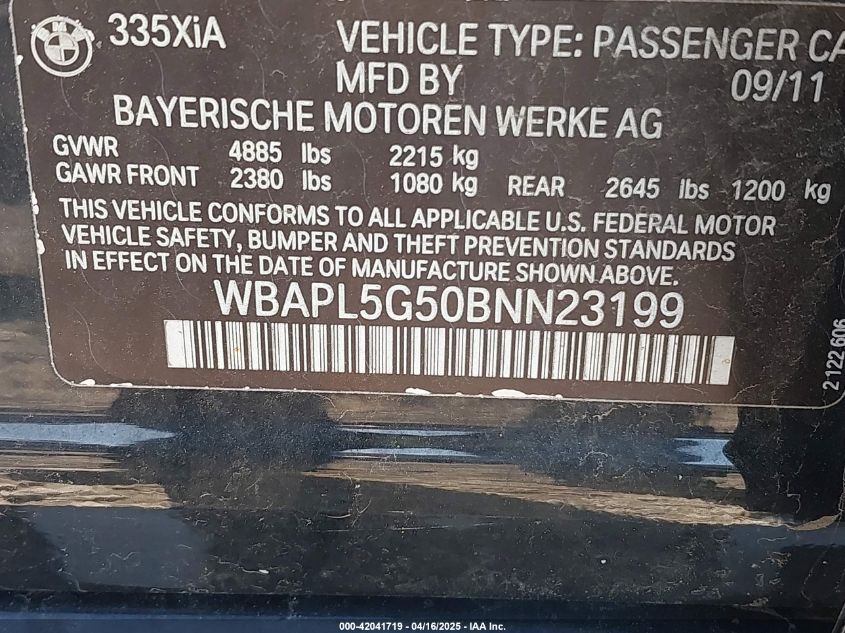 335XiA VEHICLE TYPE: PASSENGER CA
MFD BY 09/11
BAYERISCHE MOTOREN WERKE AG
GVWR 4885 lbs 2215 kg
GAWR FRONT 2380 lbs 1080 kg REAR 2645 lbs 1200 kg
THIS VEHICLE CONFORMS TO ALL APPLICABLE U.S. FEDERAL MOTOR
VEHICLE SAFETY, BUMPER AND THEFT PREVENTION STANDARDS
IN EFFECT ON THE DATE OF MANUFACTURE SHOWN ABOVE.
WBAPL5G50BNN23199
2122 606
000-42041719 - 04/16/2025 - IAA Inc.